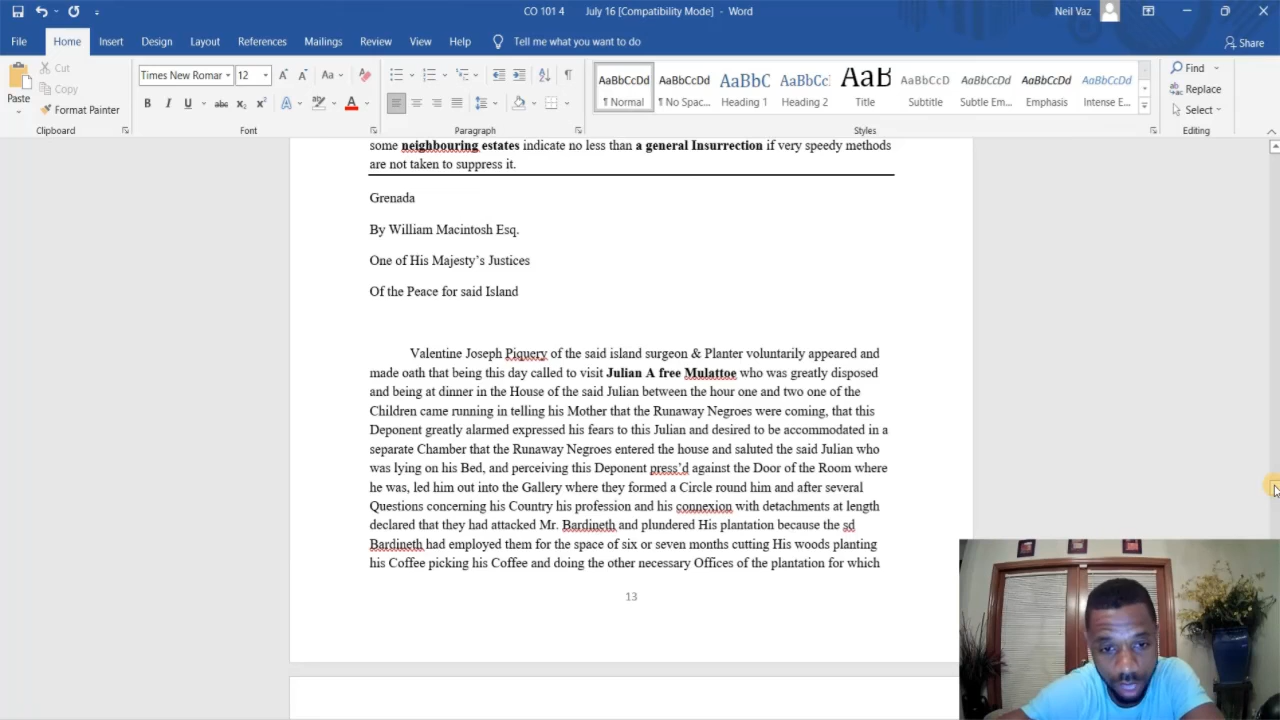 CO 101 4 July 16 [Compatibility Mode] - Word
Neil Vaz
File Home Insert Design Layout References Mailings Review View Help Tell me what you want to do
Share
Paste
Cut
Copy
Format Painter
Clipboard
Times New Romar 12
Aa
B I U abc x₂ x² A A
Font
Paragraph
AaBbCcDd AaBbCcDd AaBbC AaBbCc AaB AaBbCcD AaBbCcDd AaBbCcDd AaBbCcDd
¶ Normal ¶ No Spac... Heading 1 Heading 2 Title Subtitle Subtle Em... Emphasis Intense E...
Styles
Find
Replace
Select
Editing
some neighbouring estates indicate no less than a general Insurrection if very speedy methods
are not taken to suppress it.
Grenada
By William Macintosh Esq.
One of His Majesty’s Justices
Of the Peace for said Island
Valentine Joseph Piquery of the said island surgeon & Planter voluntarily appeared and
made oath that being this day called to visit Julian A free Mulattoe who was greatly disposed
and being at dinner in the House of the said Julian between the hour one and two one of the
Children came running in telling his Mother that the Runaway Negroes were coming, that this
Deponent greatly alarmed expressed his fears to this Julian and desired to be accommodated in a
separate Chamber that the Runaway Negroes entered the house and saluted the said Julian who
was lying on his Bed, and perceiving this Deponent press’d against the Door of the Room where
he was, led him out into the Gallery where they formed a Circle round him and after several
Questions concerning his Country his profession and his connexion with detachments at length
declared that they had attacked Mr. Bardineth and plundered His plantation because the sd
Bardineth had employed them for the space of six or seven months cutting His woods planting
his Coffee picking his Coffee and doing the other necessary Offices of the plantation for which
13